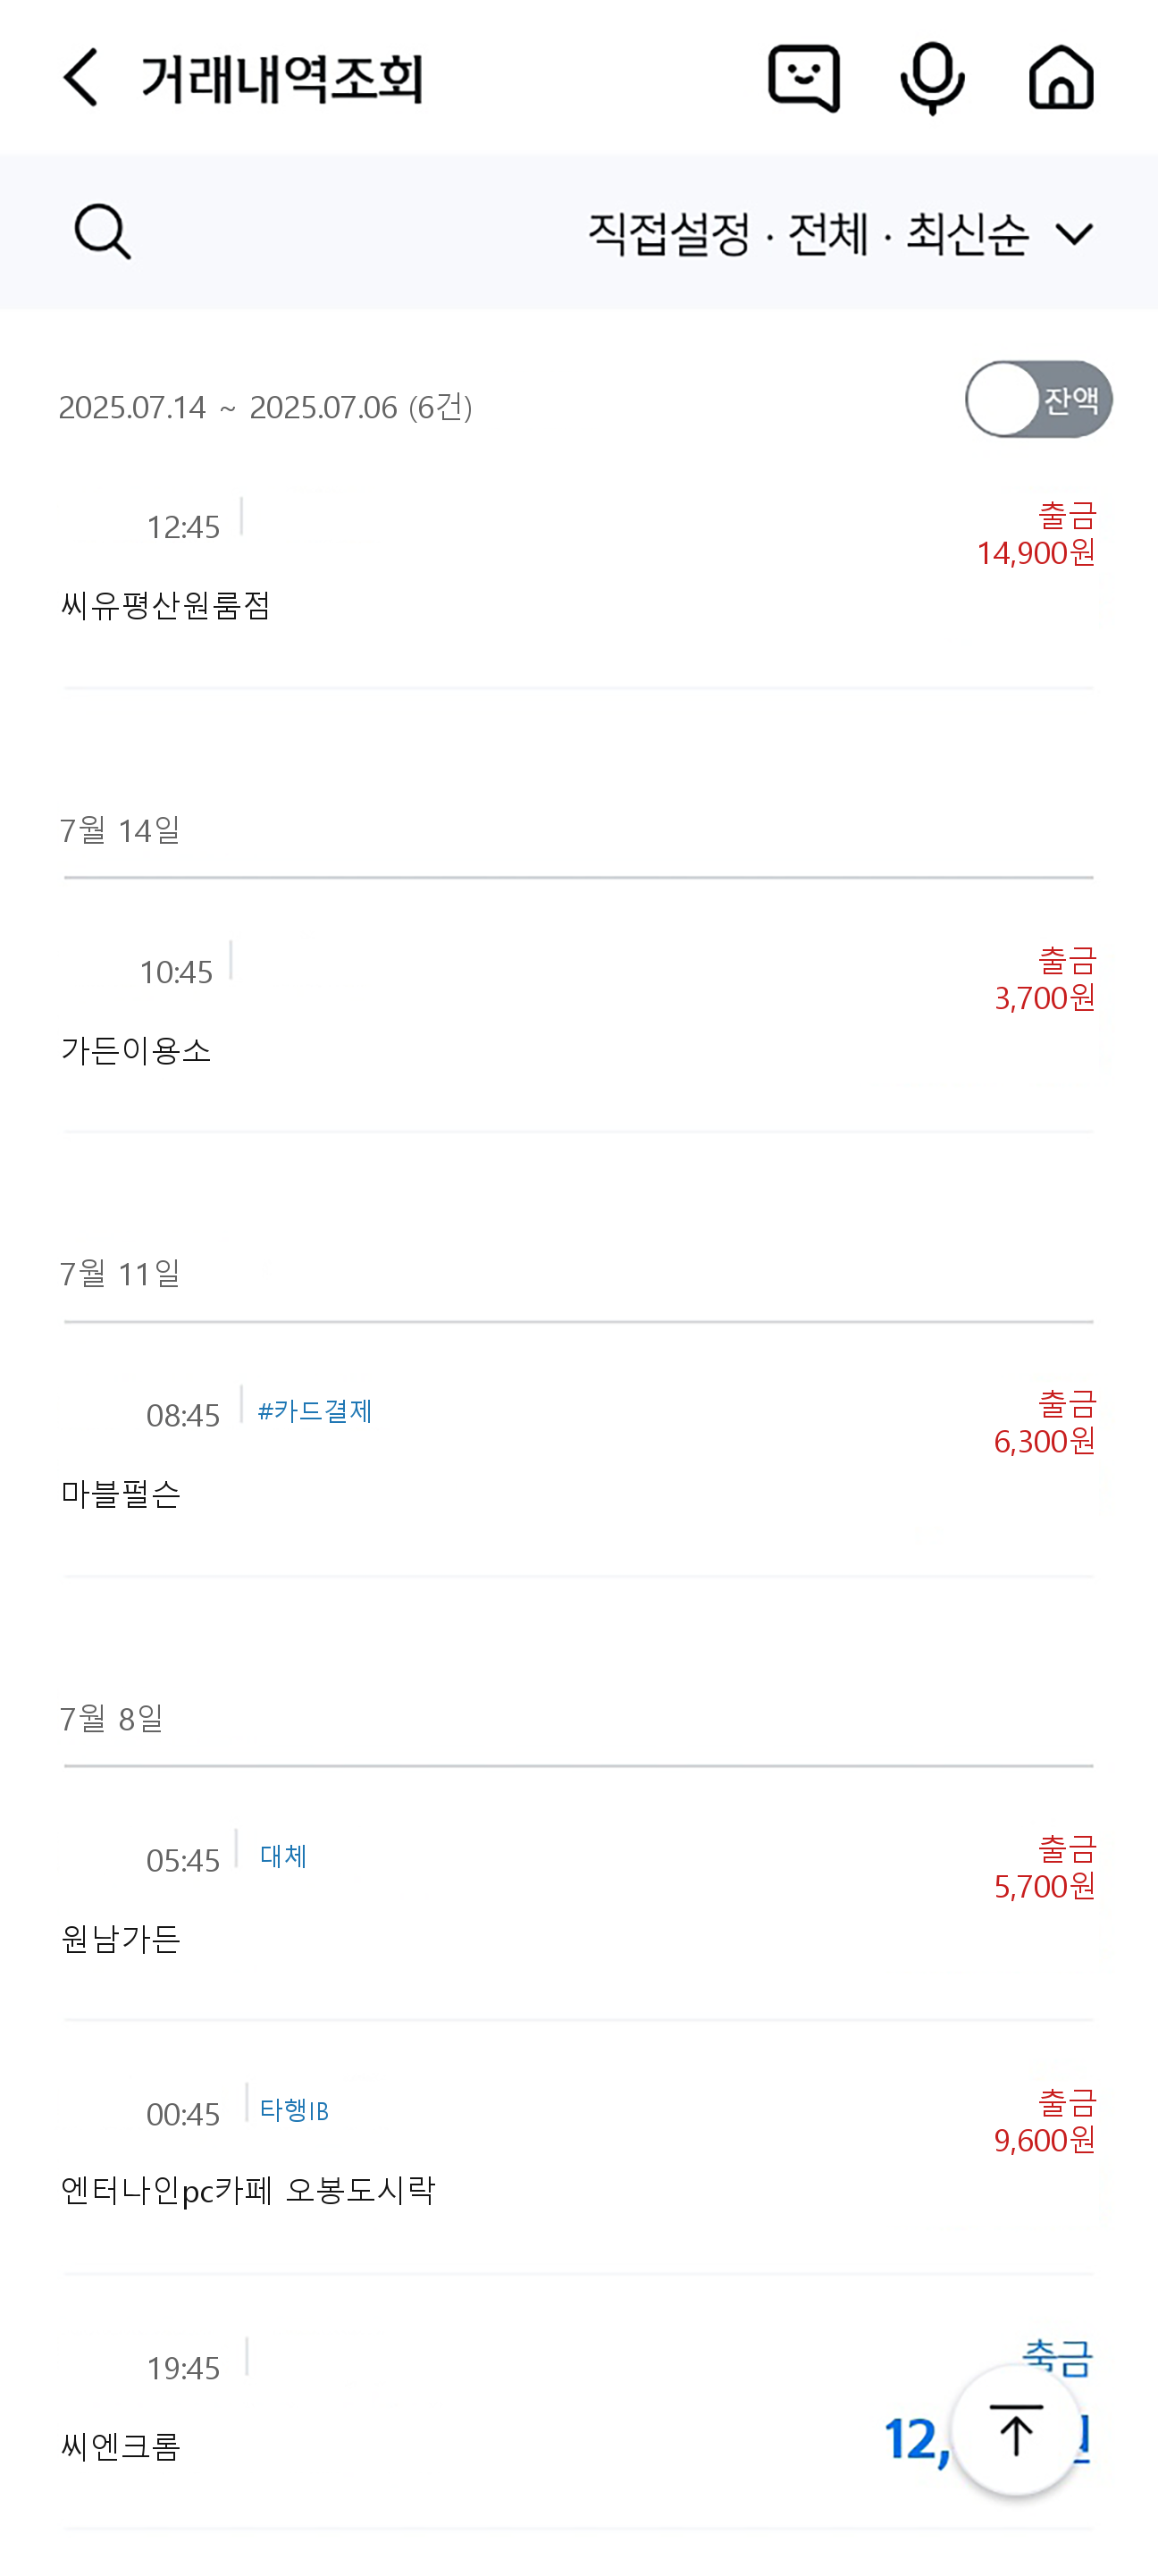 거래내역조회
직접설정 · 전체 · 최신순
2025.07.14 ~ 2025.07.06 (6건)
잔액
12:45
출금
14,900원
씨유평산원룸점
7월 14일
10:45
출금
3,700원
가든이용소
7월 11일
08:45 #카드결제
출금
6,300원
마블펄슨
7월 8일
05:45 대체
출금
5,700원
원남가든
00:45 타행IB
출금
9,600원
엔터나인pc카페 오봉도시락
19:45
출금
12,
씨엔크롬